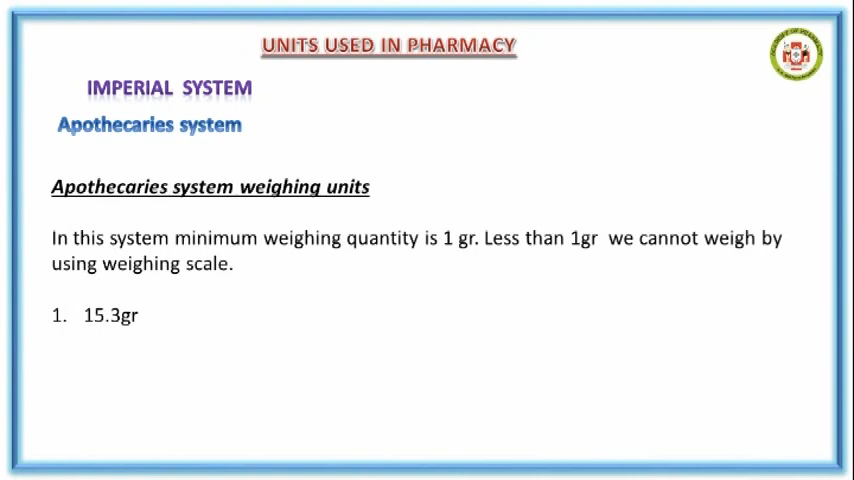 UNITS USED IN PHARMACY
IMPERIAL SYSTEM
Apothecaries system
Apothecaries system weighing units
In this system minimum weighing quantity is 1 gr. Less than 1gr we cannot weigh by
using weighing scale.
1. 15.3gr